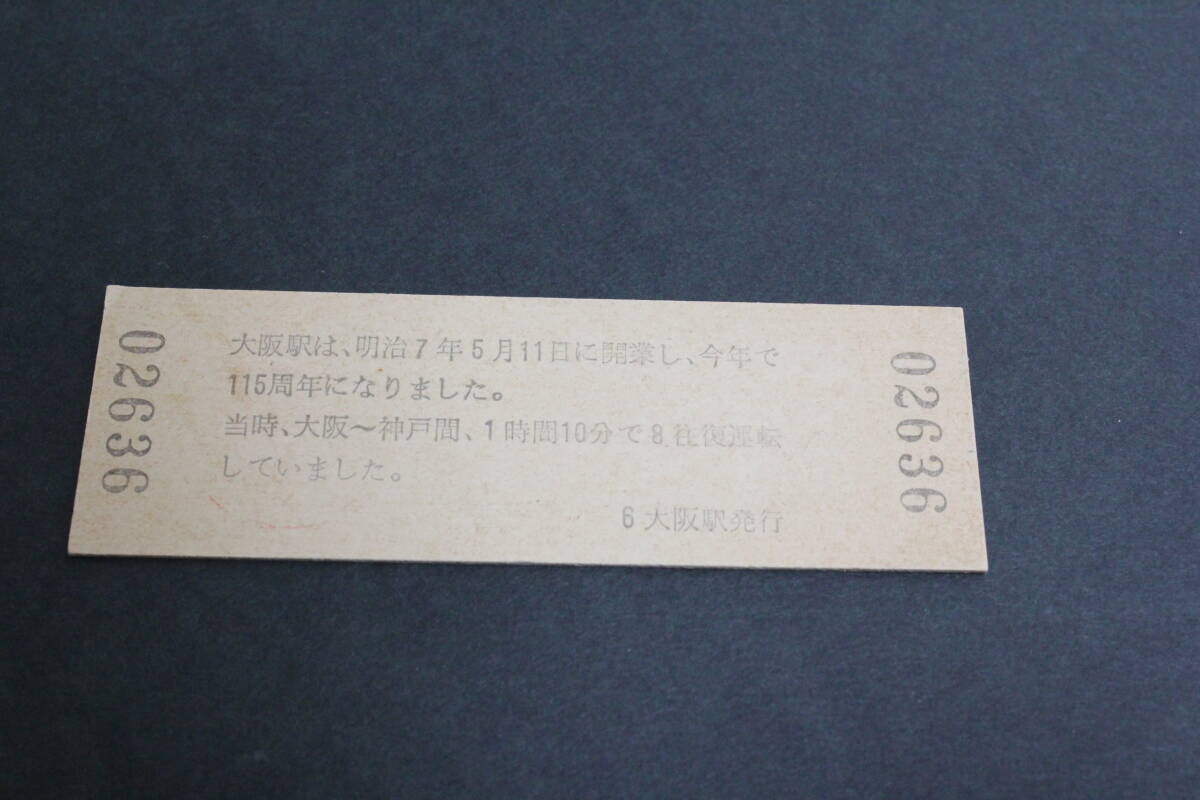 02636
大阪駅は、明治7年5月11日に開業し、今年で
115周年になりました。
当時、大阪〜神戸間、1時間10分で8往復運転
していました。
6大阪駅発行
02636